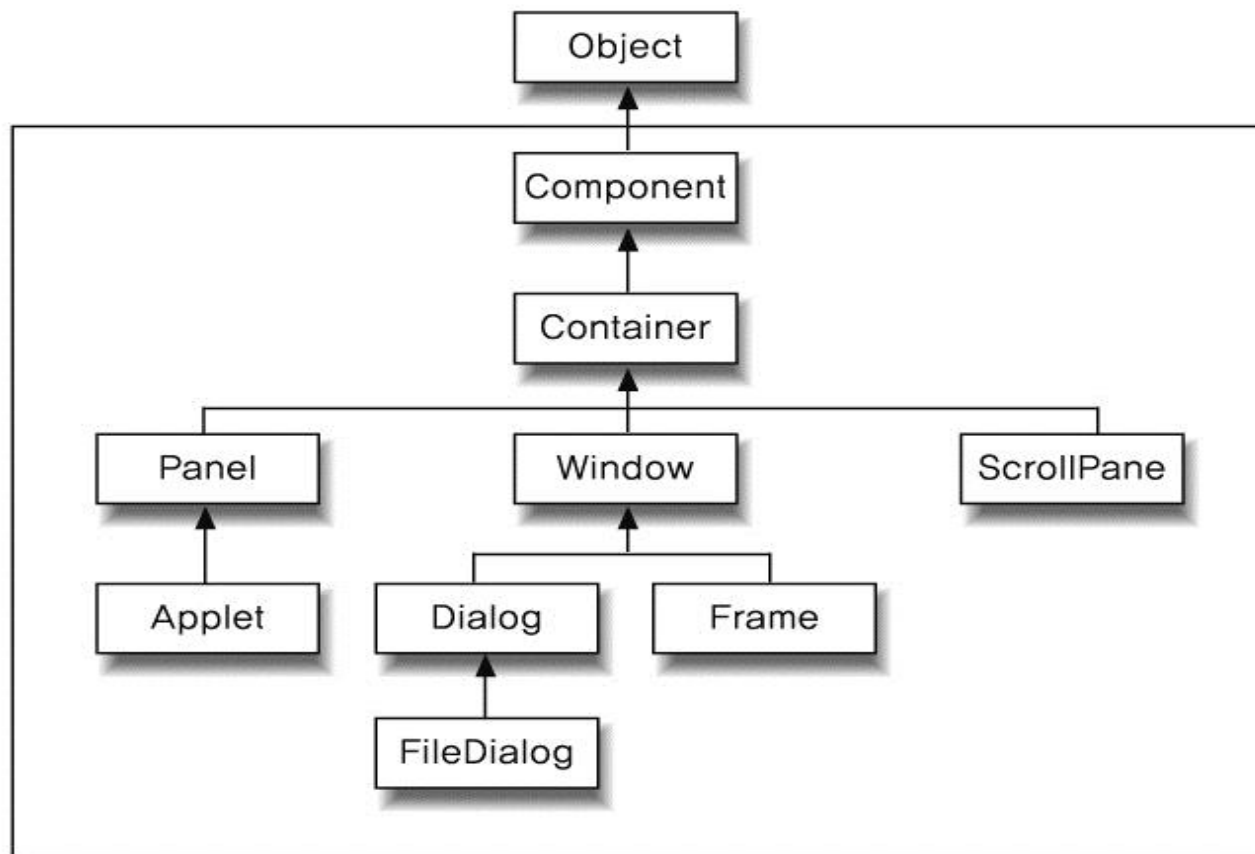 Object
Component
Container
Panel
Window
ScrollPane
Applet
Dialog
Frame
FileDialog